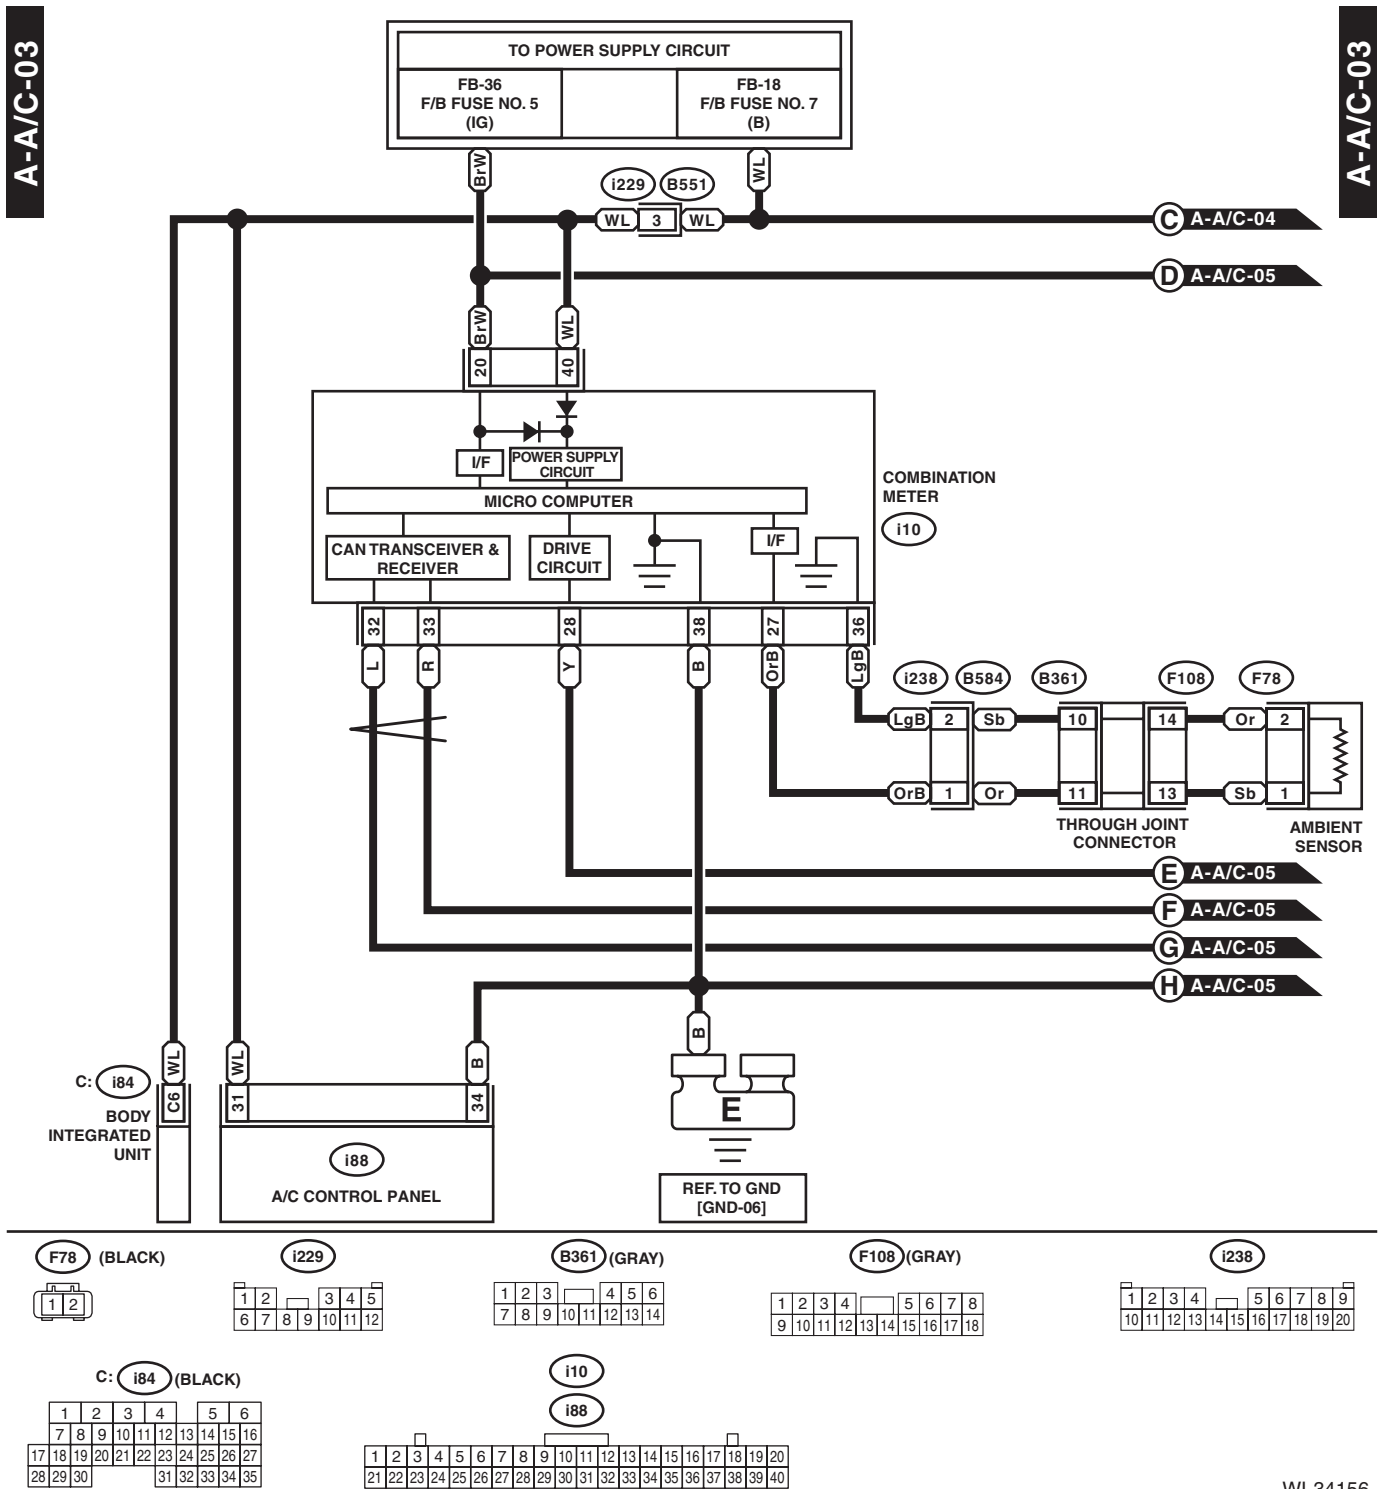 A-A/C-03
A-A/C-03
TO POWER SUPPLY CIRCUIT
FB-36
F/B FUSE NO. 5
(IG)
FB-18
F/B FUSE NO. 7
(B)
BrW
WL
i229
B551
WL
3
WL
C
A-A/C-04
D
A-A/C-05
BrW
WL
20
40
I/F
POWER SUPPLY
CIRCUIT
MICRO COMPUTER
COMBINATION
METER
i10
CAN TRANSCEIVER &
RECEIVER
DRIVE
CIRCUIT
I/F
32
33
28
38
27
36
L
R
Y
B
OrB
LgB
i238
B584
B361
F108
F78
LgB
2
Sb
10
14
Or
2
OrB
1
Or
11
13
Sb
1
THROUGH JOINT
CONNECTOR
AMBIENT
SENSOR
E
A-A/C-05
F
A-A/C-05
G
A-A/C-05
H
A-A/C-05
WL
WL
B
B
C:
i84
C6
31
34
BODY
INTEGRATED
UNIT
i88
A/C CONTROL PANEL
E
REF. TO GND
[GND-06]
F78
(BLACK)
1 2
i229
1 2 3 4 5
6 7 8 9 10 11 12
B361
(GRAY)
1 2 3 4 5 6
7 8 9 10 11 12 13 14
F108
(GRAY)
1 2 3 4 5 6 7 8
9 10 11 12 13 14 15 16 17 18
i238
1 2 3 4 5 6 7 8 9
10 11 12 13 14 15 16 17 18 19 20
C:
i84
(BLACK)
1 2 3 4 5 6
7 8 9 10 11 12 13 14 15 16
17 18 19 20 21 22 23 24 25 26 27
28 29 30 31 32 33 34 35
i10
i88
1 2 3 4 5 6 7 8 9 10 11 12 13 14 15 16 17 18 19 20
21 22 23 24 25 26 27 28 29 30 31 32 33 34 35 36 37 38 39 40
WI-34156